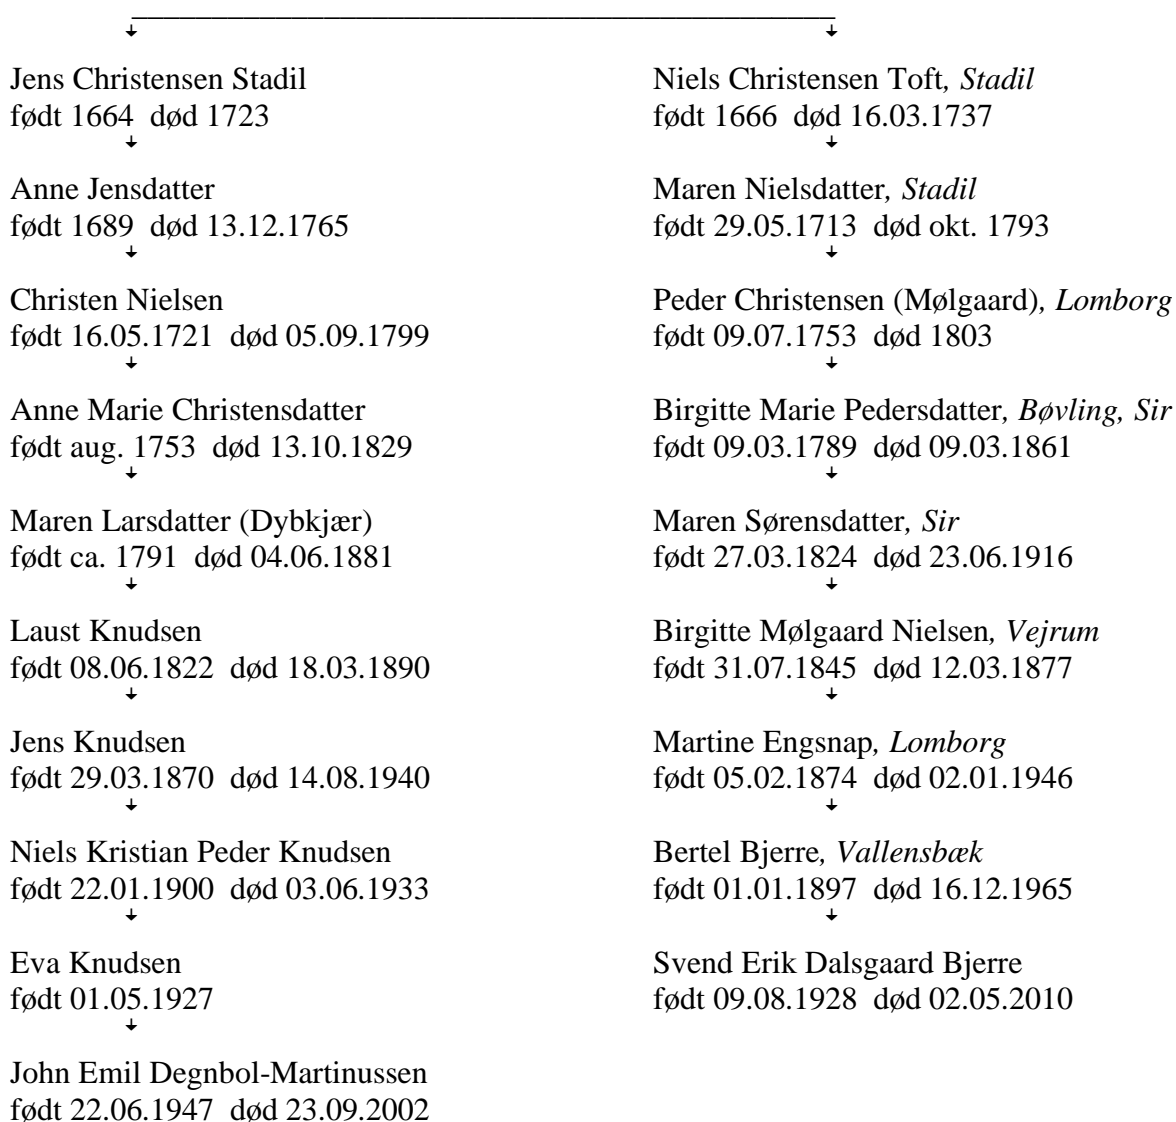 Jens Christensen Stadil
født 1664 død 1723
Anne Jensdatter
født 1689 død 13.12.1765
Christen Nielsen
født 16.05.1721 død 05.09.1799
Anne Marie Christensdatter
født aug. 1753 død 13.10.1829
Maren Larsdatter (Dybkjær)
født ca. 1791 død 04.06.1881
Laust Knudsen
født 08.06.1822 død 18.03.1890
Jens Knudsen
født 29.03.1870 død 14.08.1940
Niels Kristian Peder Knudsen
født 22.01.1900 død 03.06.1933
Eva Knudsen
født 01.05.1927
John Emil Degnbol-Martinussen
født 22.06.1947 død 23.09.2002
Niels Christensen Toft, Stadil
født 1666 død 16.03.1737
Maren Nielsdatter, Stadil
født 29.05.1713 død okt. 1793
Peder Christensen (Mølgaard), Lomborg
født 09.07.1753 død 1803
Birgitte Marie Pedersdatter, Bøvling, Sir
født 09.03.1789 død 09.03.1861
Maren Sørensdatter, Sir
født 27.03.1824 død 23.06.1916
Birgitte Mølgaard Nielsen, Vejrum
født 31.07.1845 død 12.03.1877
Martine Engsnap, Lomborg
født 05.02.1874 død 02.01.1946
Bertel Bjerre, Vallensbæk
født 01.01.1897 død 16.12.1965
Svend Erik Dalsgaard Bjerre
født 09.08.1928 død 02.05.2010